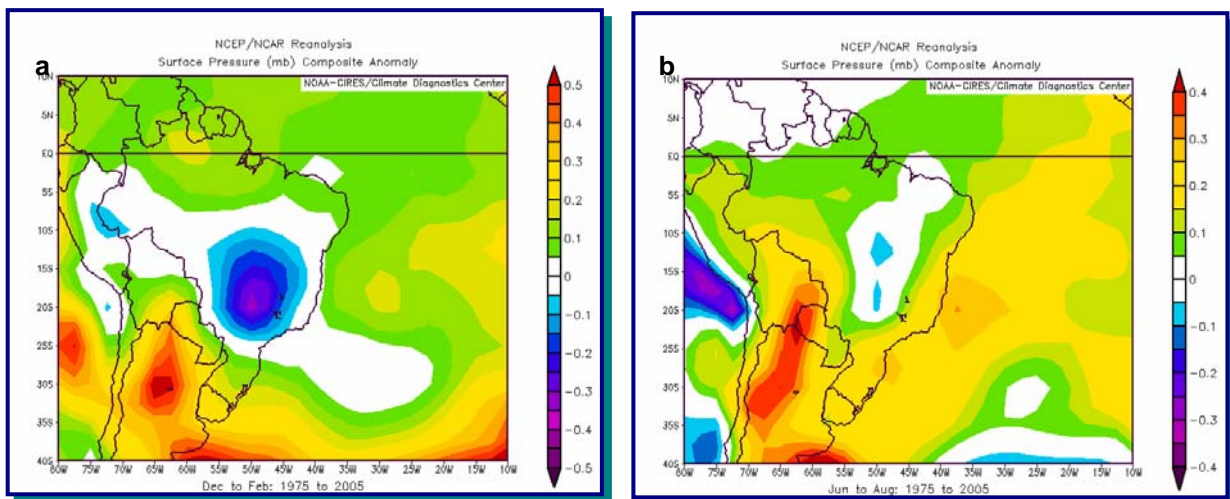 a
NCEP/NCAR Reanalysis
Surface Pressure (mb) Composite Anomaly
NOAA-CIRES/Climate Diagnostics Center
10N
5N
EQ
5S
10S
15S
20S
25S
30S
35S
40S
80W 75W 70W 65W 60W 55W 50W 45W 40W 35W 30W 25W 20W 15W 10W
Dec to Feb: 1975 to 2005
0.5
0.4
0.3
0.2
0.1
0
-0.1
-0.2
-0.3
-0.4
-0.5
b
NCEP/NCAR Reanalysis
Surface Pressure (mb) Composite Anomaly
NOAA-CIRES/Climate Diagnostics Center
10N
5N
EQ
5S
10S
15S
20S
25S
30S
35S
40S
80W 75W 70W 65W 60W 55W 50W 45W 40W 35W 30W 25W 20W 15W 10W
Jun to Aug: 1975 to 2005
0.4
0.3
0.2
0.1
0
-0.1
-0.2
-0.3
-0.4